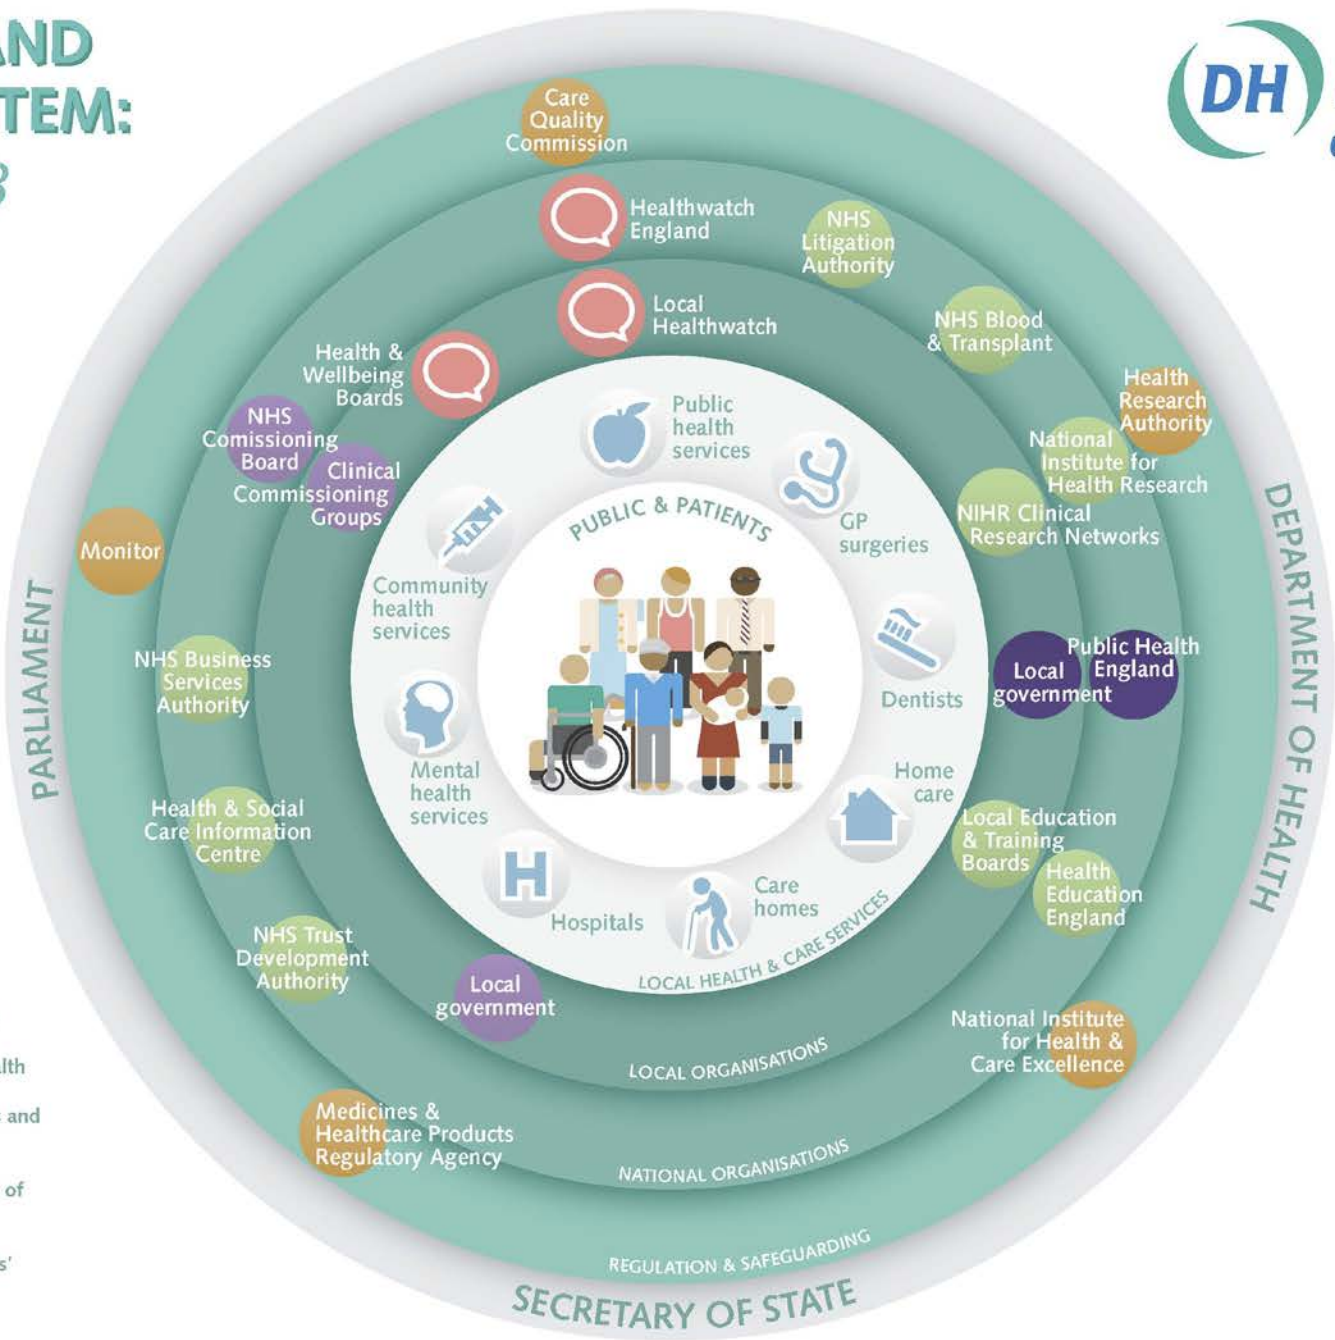 AND
TEM:
3
DH
Care
Quality
Commission
Healthwatch
England
NHS
Litigation
Authority
Local
Healthwatch
NHS Blood
& Transplant
Health &
Wellbeing
Boards
Health
Research
Authority
NHS
Comissioning
Board
National
Institute for
Health Research
Clinical
Commissioning
Groups
NIHR Clinical
Research Networks
Public
health
services
GP
surgeries
PUBLIC & PATIENTS
Monitor
Community
health
services
PARLIAMENT
DEPARTMENT OF HEALTH
NHS Business
Services
Authority
Dentists
Local
government
Public Health
England
Mental
health
services
Home
care
Health & Social
Care Information
Centre
Local Education
& Training
Boards
Health
Education
England
H
Hospitals
Care
homes
LOCAL HEALTH & CARE SERVICES
NHS Trust
Development
Authority
Local
government
National Institute
for Health &
Care Excellence
LOCAL ORGANISATIONS
Medicines &
Healthcare Products
Regulatory Agency
NATIONAL ORGANISATIONS
REGULATION & SAFEGUARDING
SECRETARY OF STATE
lth
and
of
s'